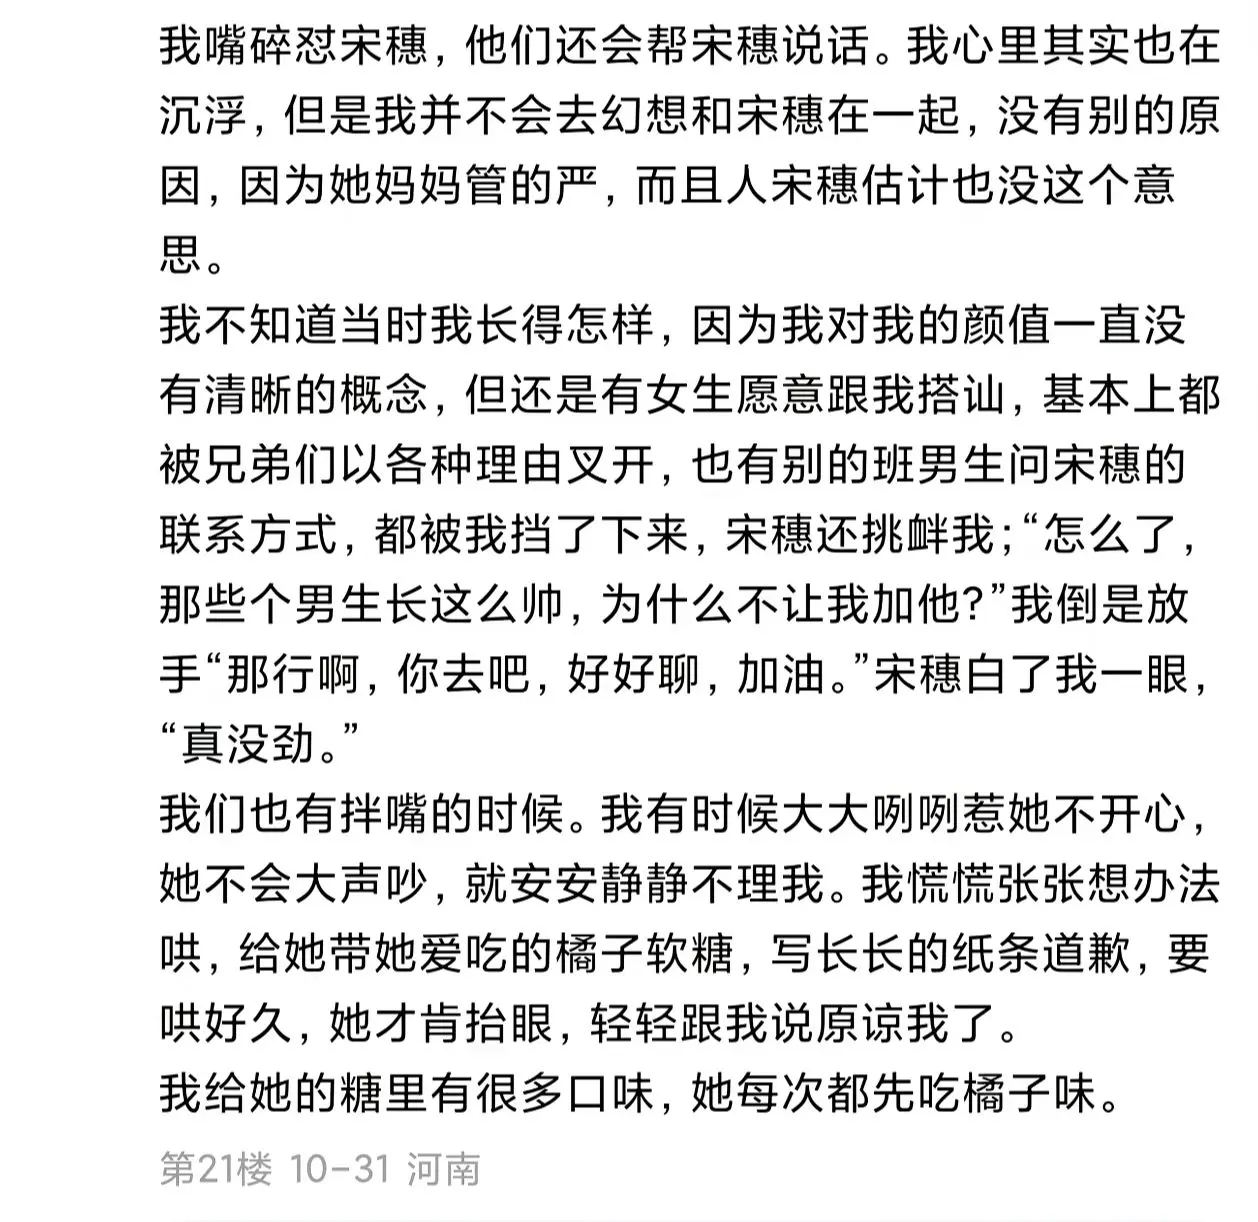 我嘴碎怼宋穗，他们还会帮宋穗说话。我心里其实也在
沉浮，但是我并不会去幻想和宋穗在一起，没有别的原
因，因为她妈妈管的严，而且人宋穗估计也没这个意
思。
我不知道当时我长得怎样，因为我对我的颜值一直没
有清晰的概念，但还是有女生愿意跟我搭讪，基本上都
被兄弟们以各种理由叉开，也有别的班男生问宋穗的
联系方式，都被我挡了下来，宋穗还挑衅我；“怎么了，
那些个男生长这么帅，为什么不让我加他？”我倒是放
手“那行啊，你去吧，好好聊，加油。”宋穗白了我一眼，
“真没劲。”
我们也有拌嘴的时候。我有时候大大咧咧惹她不开心，
她不会大声吵，就安安静静不理我。我慌慌张张想办法
哄，给她带她爱吃的橘子软糖，写长长的纸条道歉，要
哄好久，她才肯抬眼，轻轻跟我说原谅我了。
我给她的糖里有很多口味，她每次都先吃橘子味。
第21楼 10-31 河南